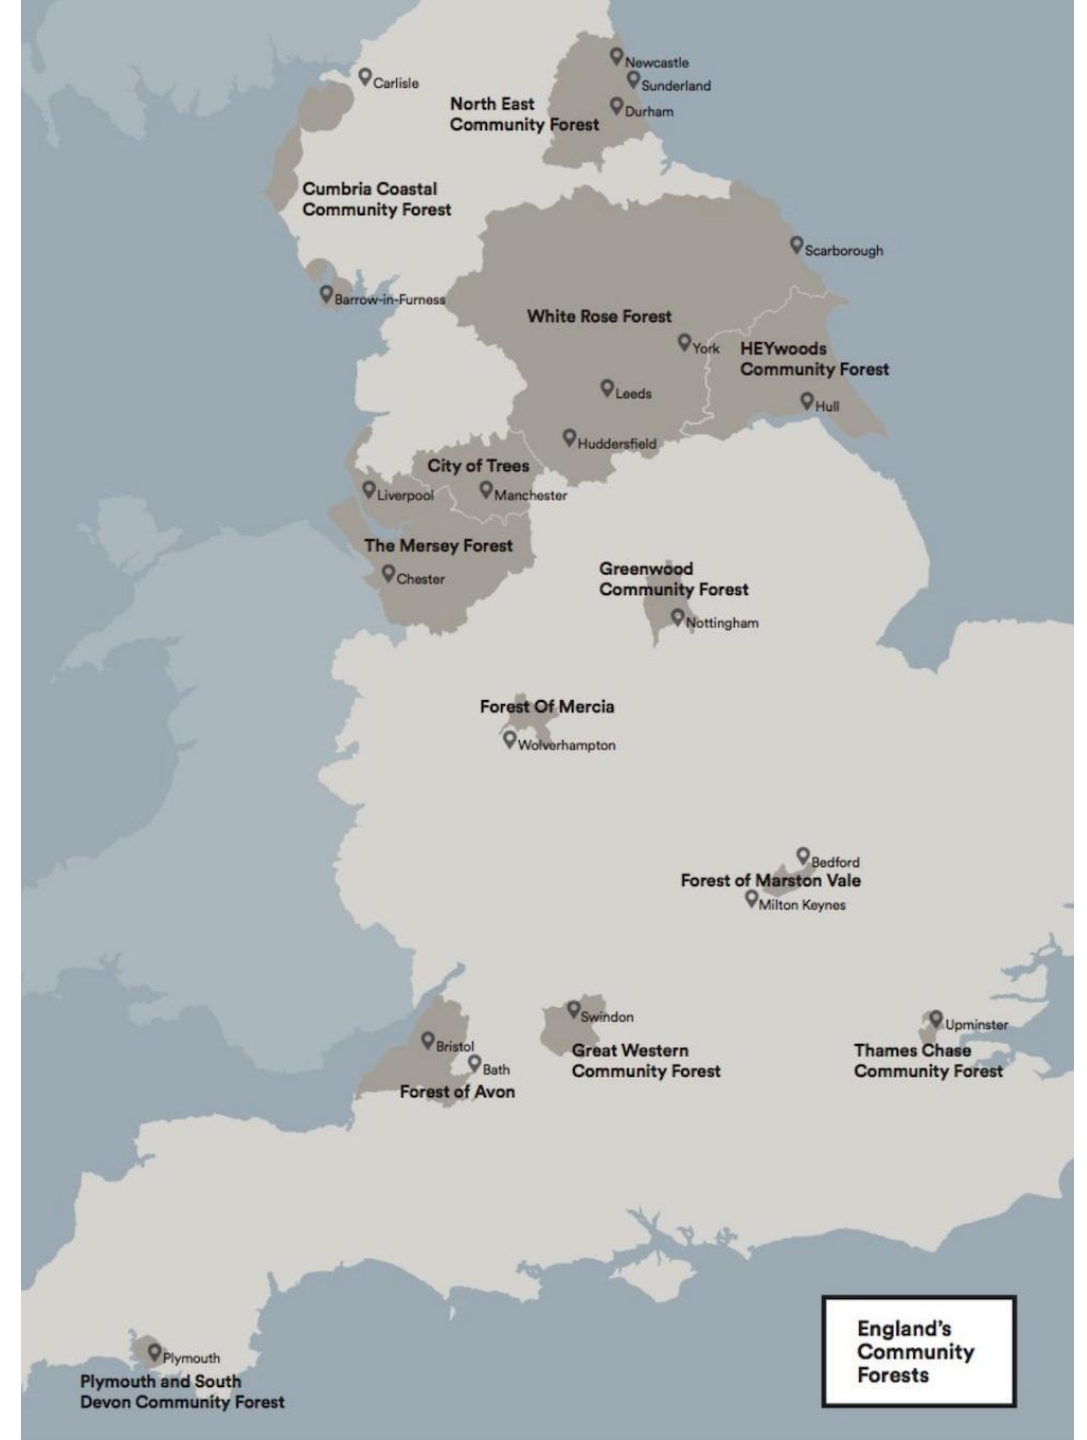 Newcastle
Carlisle
Sunderland
North East
Community Forest
Durham
Cumbria Coastal
Community Forest
Scarborough
Barrow-in-Furness
White Rose Forest
York
HEYwoods
Community Forest
Leeds
Hull
Huddersfield
City of Trees
Liverpool
Manchester
The Mersey Forest
Chester
Greenwood
Community Forest
Nottingham
Forest Of Mercia
Wolverhampton
Bedford
Forest of Marston Vale
Milton Keynes
Swindon
Upminster
Bristol
Great Western
Community Forest
Thames Chase
Community Forest
Bath
Forest of Avon
England's
Community
Forests
Plymouth
Plymouth and South
Devon Community Forest